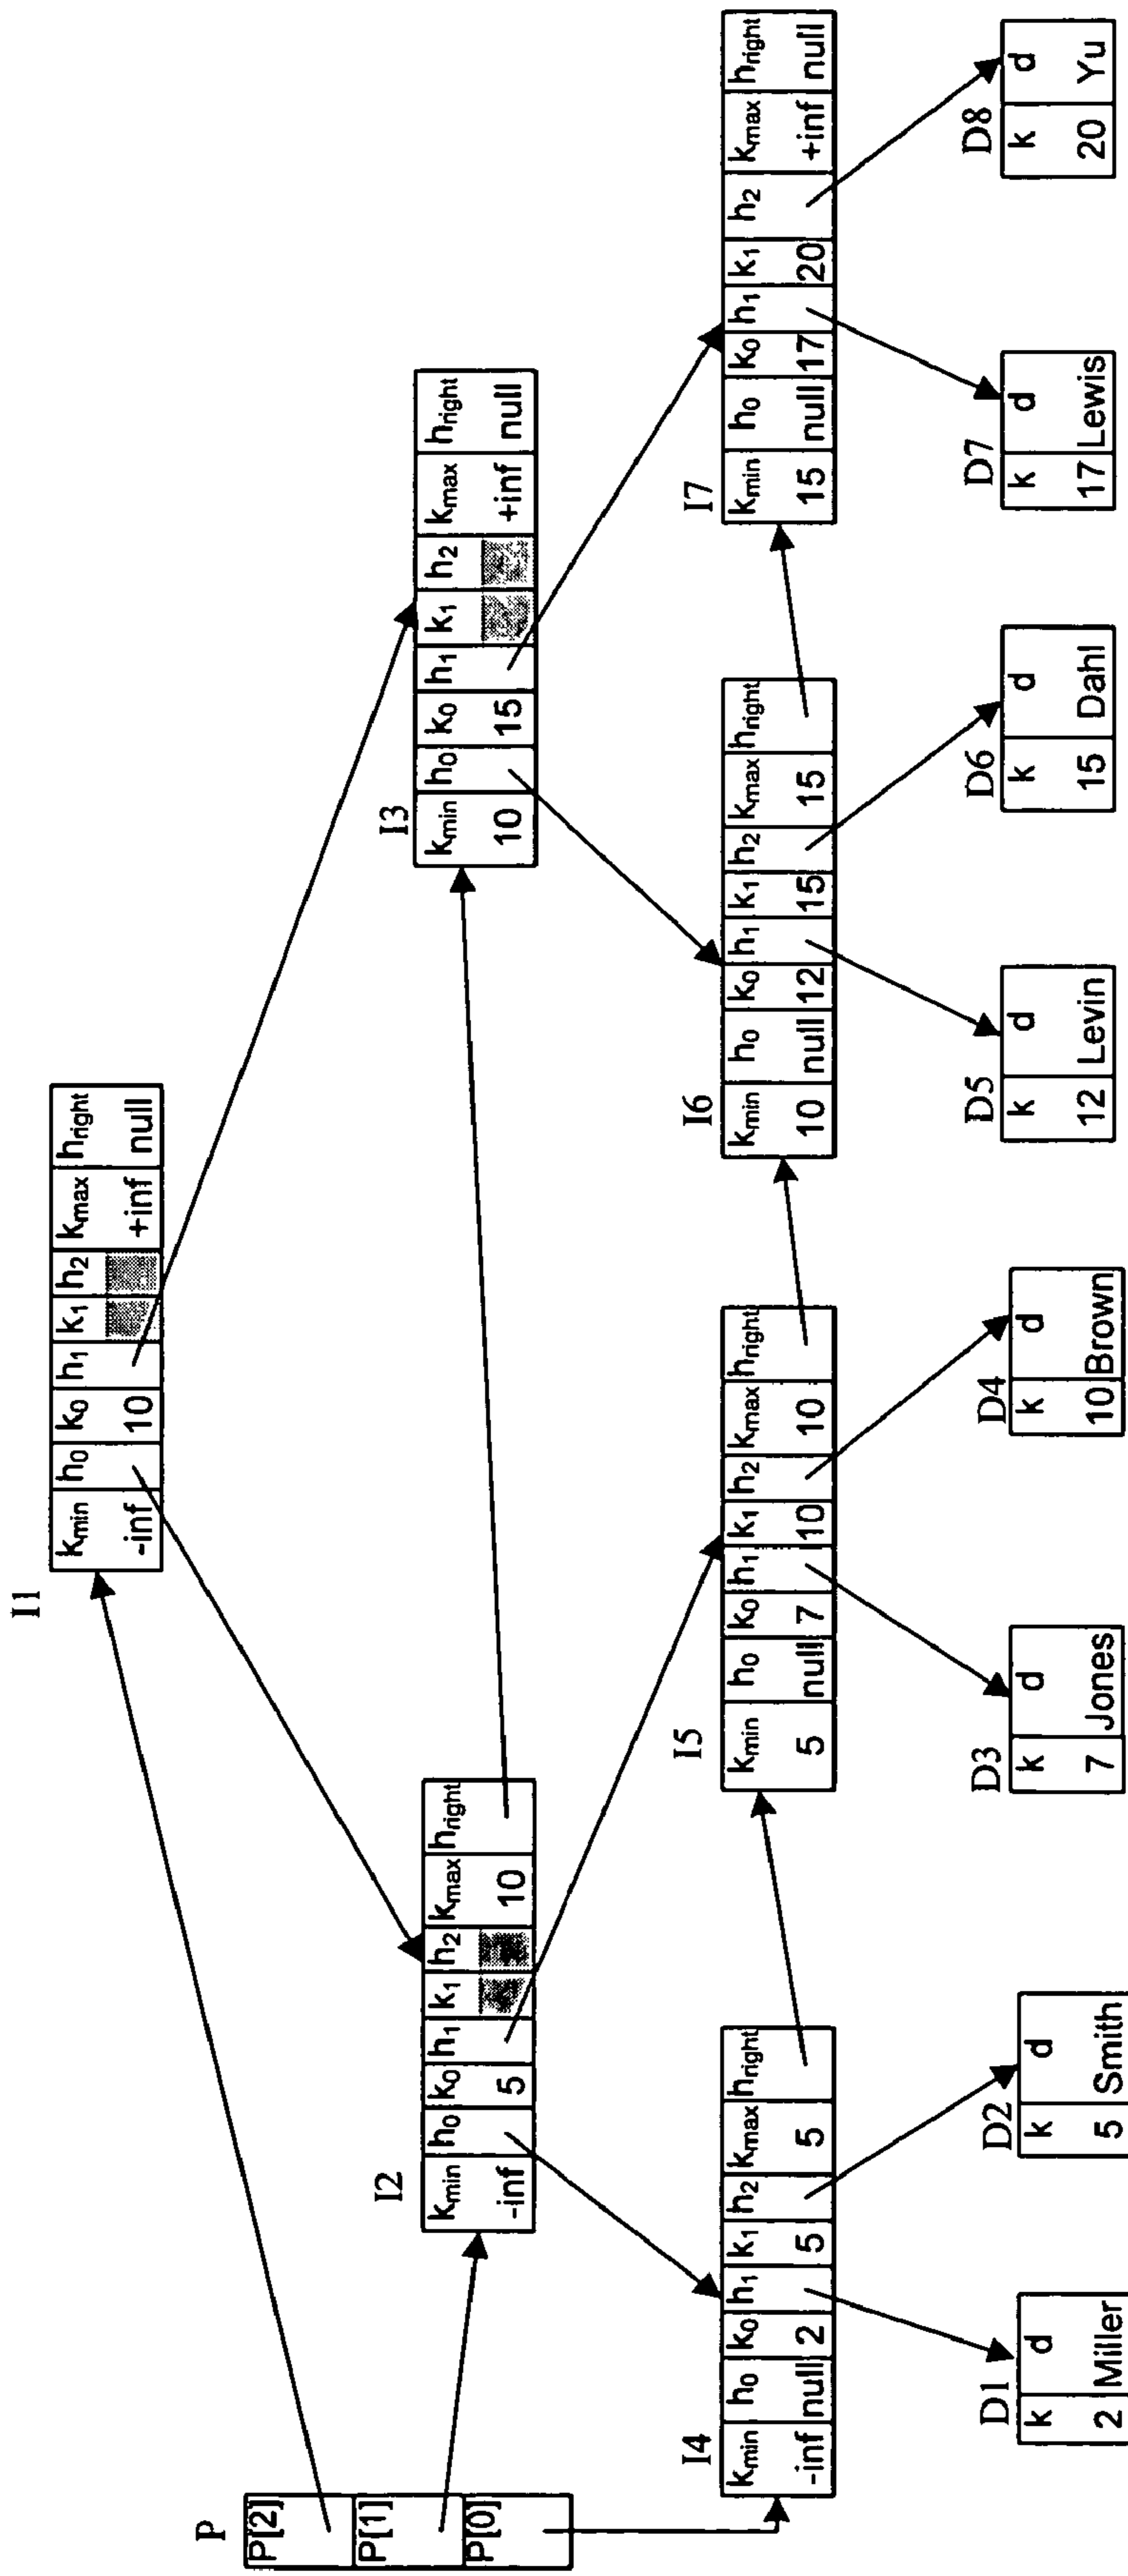 I1
kmin h0 k0 h1 k1 h2 kmax hright
-inf 10 +inf null
P
P[2]
P[1]
P[0]
I2
kmin h0 k0 h1 k1 h2 kmax hright
-inf 5 10
I3
kmin h0 k0 h1 k1 h2 kmax hright
10 15 +inf null
I4
kmin h0 k0 h1 k1 h2 kmax hright
-inf null 2 5 5
I5
kmin h0 k0 h1 k1 h2 kmax hright
5 null 7 10 10
I6
kmin h0 k0 h1 k1 h2 kmax hright
10 null 12 15 15
I7
kmin h0 k0 h1 k1 h2 kmax hright
15 null 17 20 +inf null
D1
k d
2 Miller
D2
k d
5 Smith
D3
k d
7 Jones
D4
k d
10 Brown
D5
k d
12 Levin
D6
k d
15 Dahl
D7
k d
17 Lewis
D8
k d
20 Yu